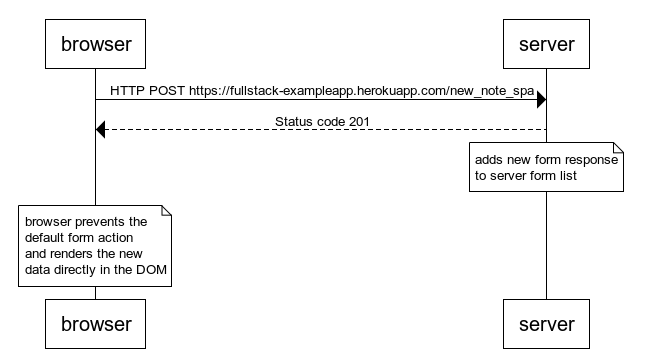 browser
server
HTTP POST https://fullstack-exampleapp.herokuapp.com/new_note_spa
Status code 201
adds new form response
to server form list
browser prevents the
default form action
and renders the new
data directly in the DOM
browser
server